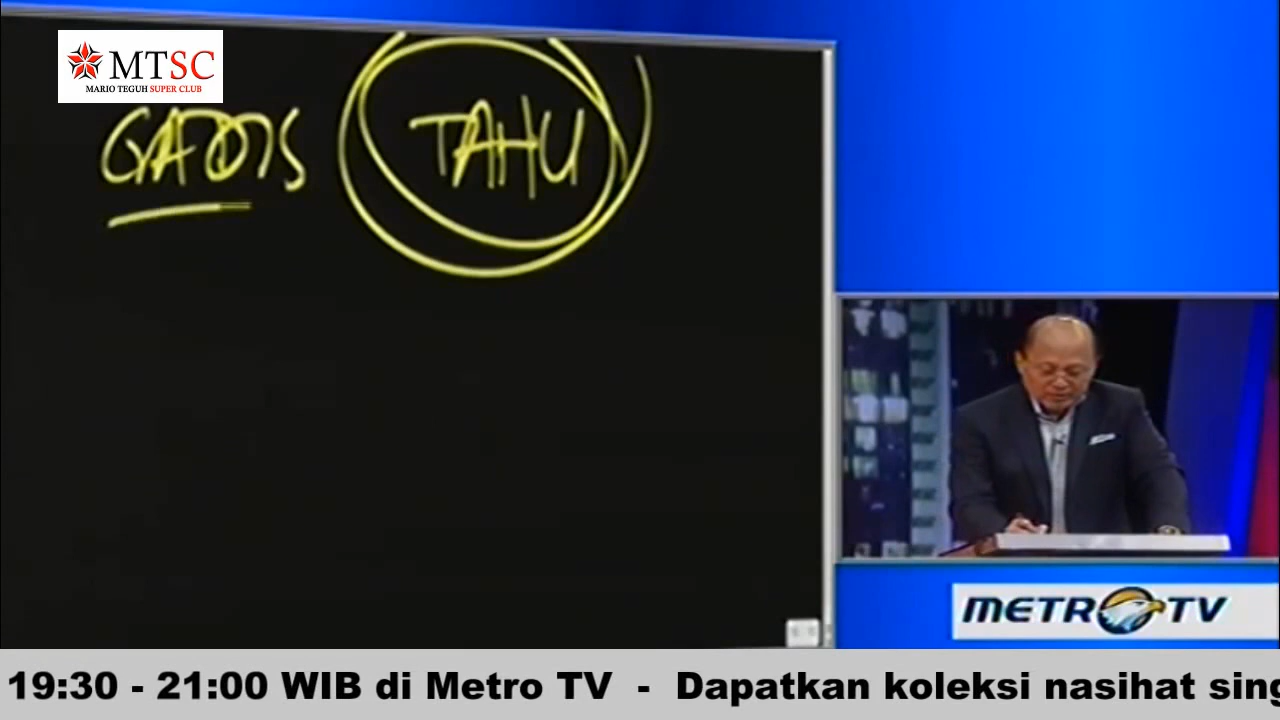 MTSC
MARIO TEGUH SUPER CLUB
GADIS TAHU
METRO TV
19:30 - 21:00 WIB di Metro TV - Dapatkan koleksi nasihat sing